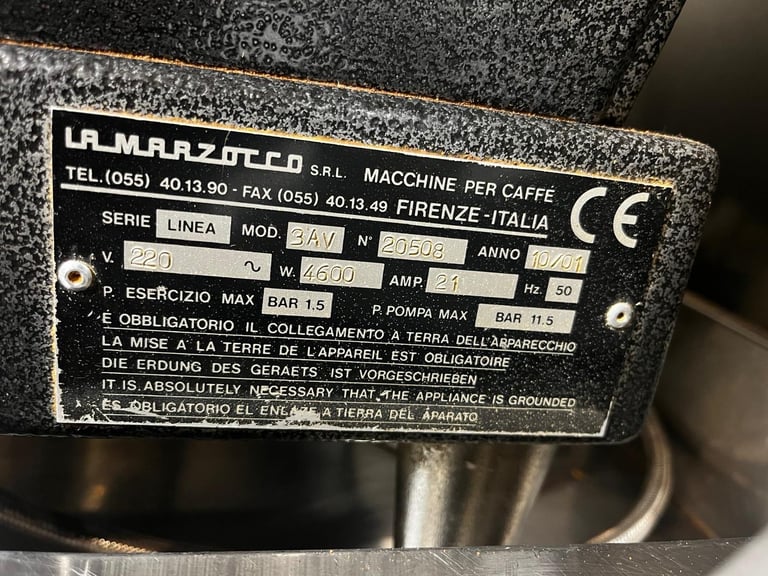 LA MARZOCCO S.R.L. MACCHINE PER CAFFÉ
TEL.(055) 40.13.90 - FAX (055) 40.13.49 FIRENZE-ITALIA CE
SERIE LINEA MOD. 3AV N° 20508 ANNO 10/01
V. 220 ~ W. 4600 AMP. 21 Hz. 50
P. ESERCIZIO MAX BAR 1.5 P. POMPA MAX BAR 11.5
É OBBLIGATORIO IL COLLEGAMENTO A TERRA DELL'APPARECCHIO
LA MISE A LA TERRE DE L'APPAREIL EST OBLIGATOIRE
DIE ERDUNG DES GERAETS IST VORGESCHRIEBEN
IT IS ABSOLUTELY NECESSARY THAT THE APPLIANCE IS GROUNDED
ES OBLIGATORIO EL ENLAZE A TIERRA DEL APARATO